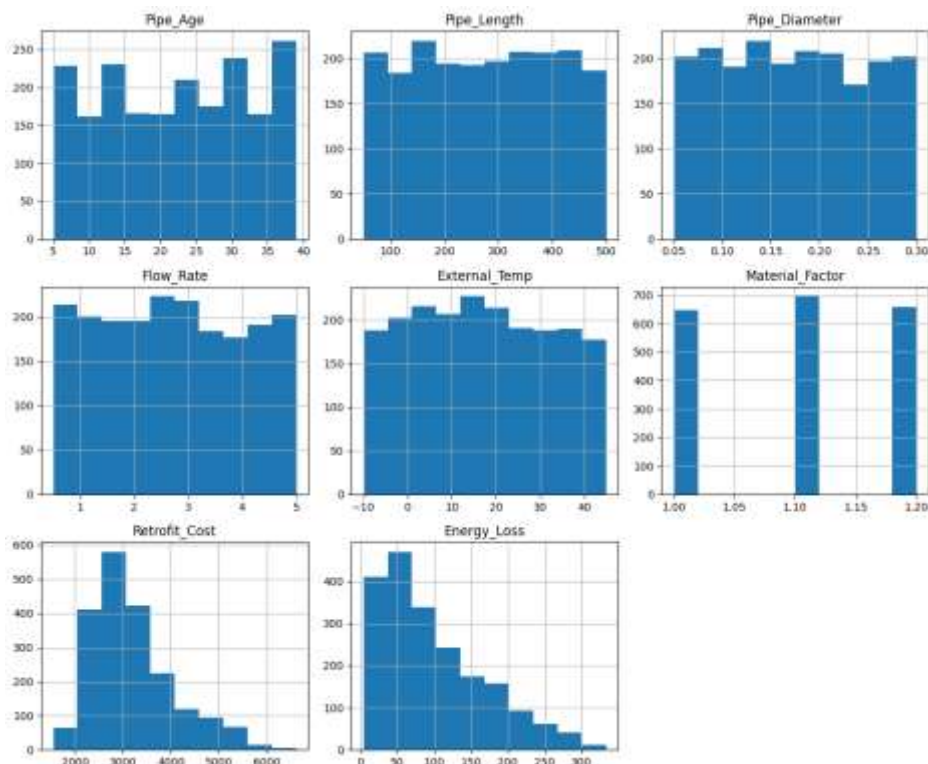 Pipe_Age
250
200
150
100
50
0
5 10 15 20 25 30 35 40
Pipe_Length
200
150
100
50
0
100 200 300 400 500
Pipe_Diameter
200
150
100
50
0
0.05 0.10 0.15 0.20 0.25 0.30
Flow_Rate
200
150
100
50
0
1 2 3 4 5
External_Temp
200
150
100
50
0
−10 0 10 20 30 40
Material_Factor
700
600
500
400
300
200
100
0
1.00 1.05 1.10 1.15 1.20
Retrofit_Cost
600
500
400
300
200
100
0
2000 3000 4000 5000 6000
Energy_Loss
400
300
200
100
0
0 50 100 150 200 250 300